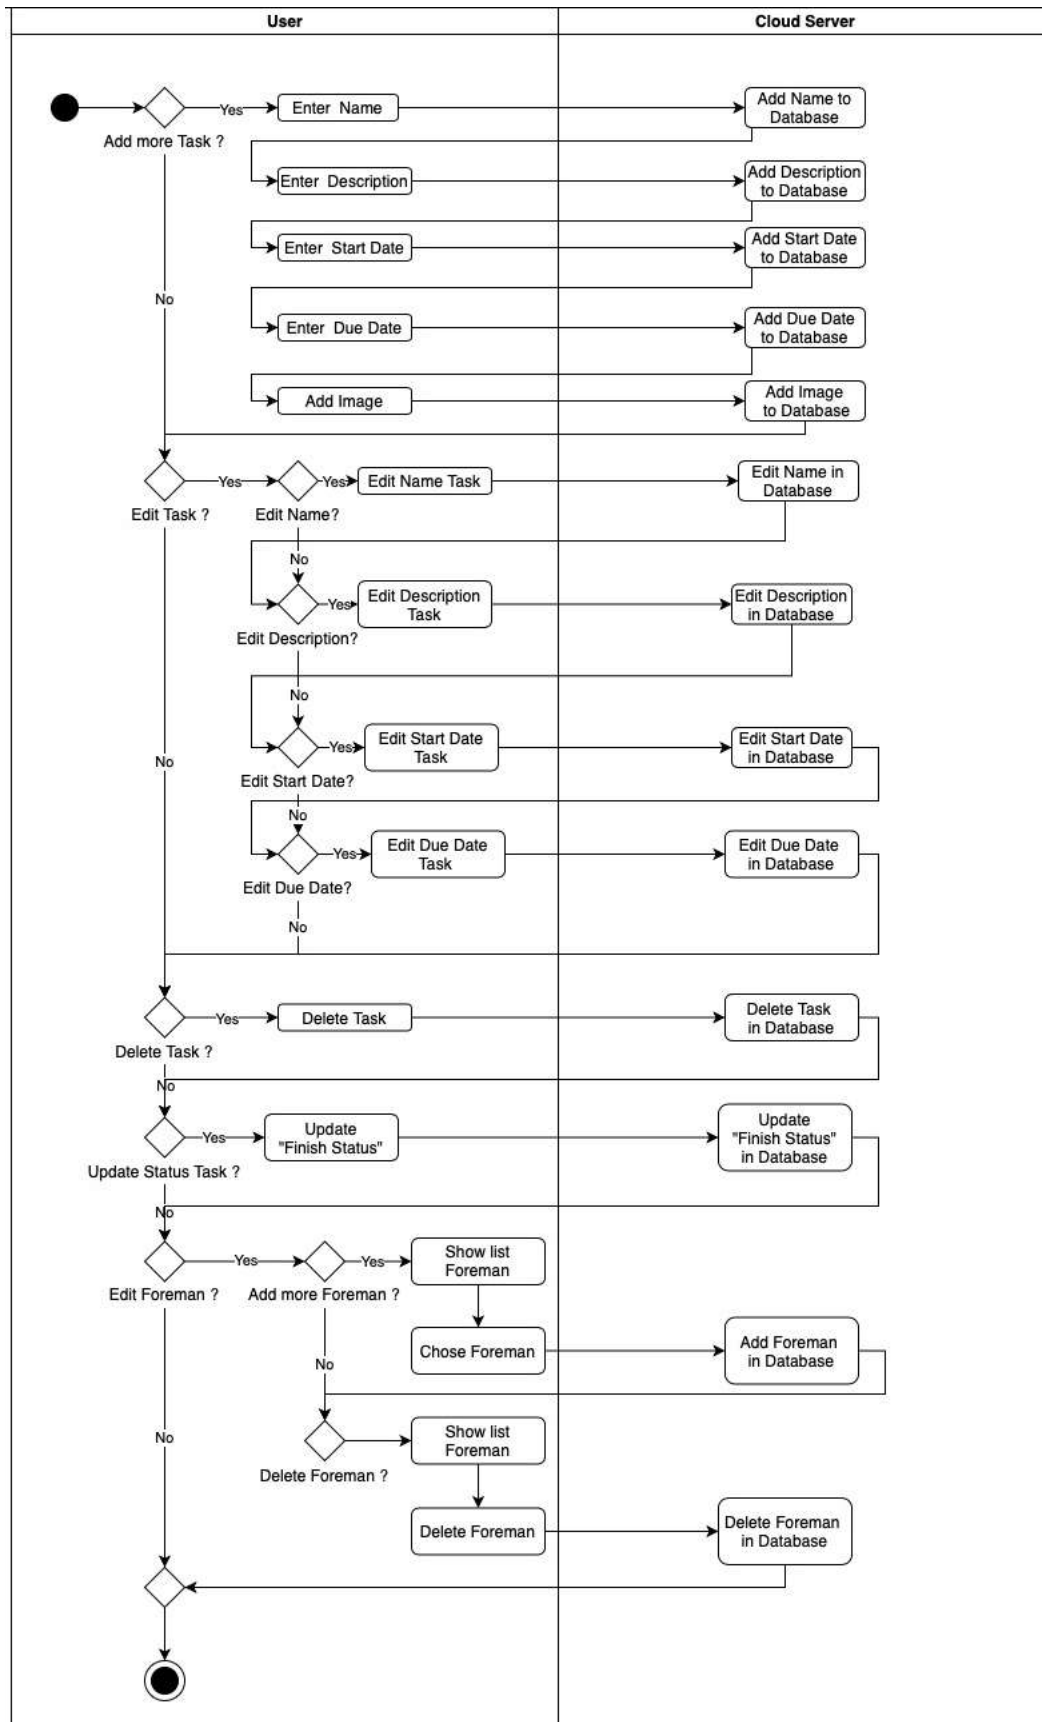 User
Cloud Server
Yes
Enter Name
Add Name to
Database
Add more Task ?
Enter Description
Add Description
to Database
Enter Start Date
Add Start Date
to Database
No
Enter Due Date
Add Due Date
to Database
Add Image
Add Image
to Database
Yes
Yes
Edit Name Task
Edit Name in
Database
Edit Task ?
Edit Name?
No
Yes
Edit Description
Task
Edit Description
in Database
Edit Description?
No
Yes
Edit Start Date
Task
Edit Start Date
in Database
No
Edit Start Date?
No
Yes
Edit Due Date
Task
Edit Due Date
in Database
Edit Due Date?
No
Yes
Delete Task
Delete Task
in Database
Delete Task ?
No
Yes
Update
"Finish Status"
Update
"Finish Status"
in Database
Update Status Task ?
No
Yes
Yes
Show list
Foreman
Edit Foreman ?
Add more Foreman ?
Chose Foreman
Add Foreman
in Database
No
No
Show list
Foreman
Delete Foreman ?
Delete Foreman
Delete Foreman
in Database